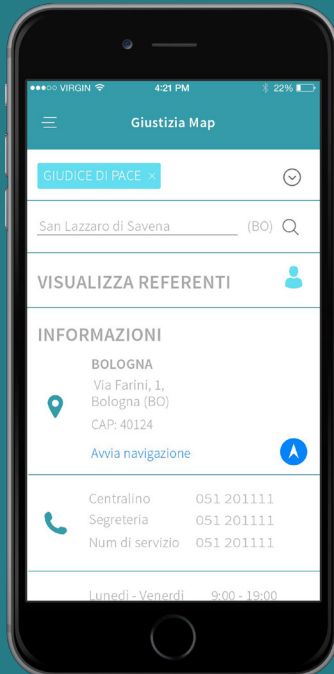 VIRGIN 4:21 PM 22%
Giustizia Map
GIUDICE DI PACE ×
San Lazzaro di Savena (BO)
VISUALIZZA REFERENTI
INFORMAZIONI
BOLOGNA
Via Farini, 1,
Bologna (BO)
CAP: 40124
Avvia navigazione
Centralino 051 201111
Segreteria 051 201111
Num di servizio 051 201111
Lunedi - Venerdi 9:00 - 19:00